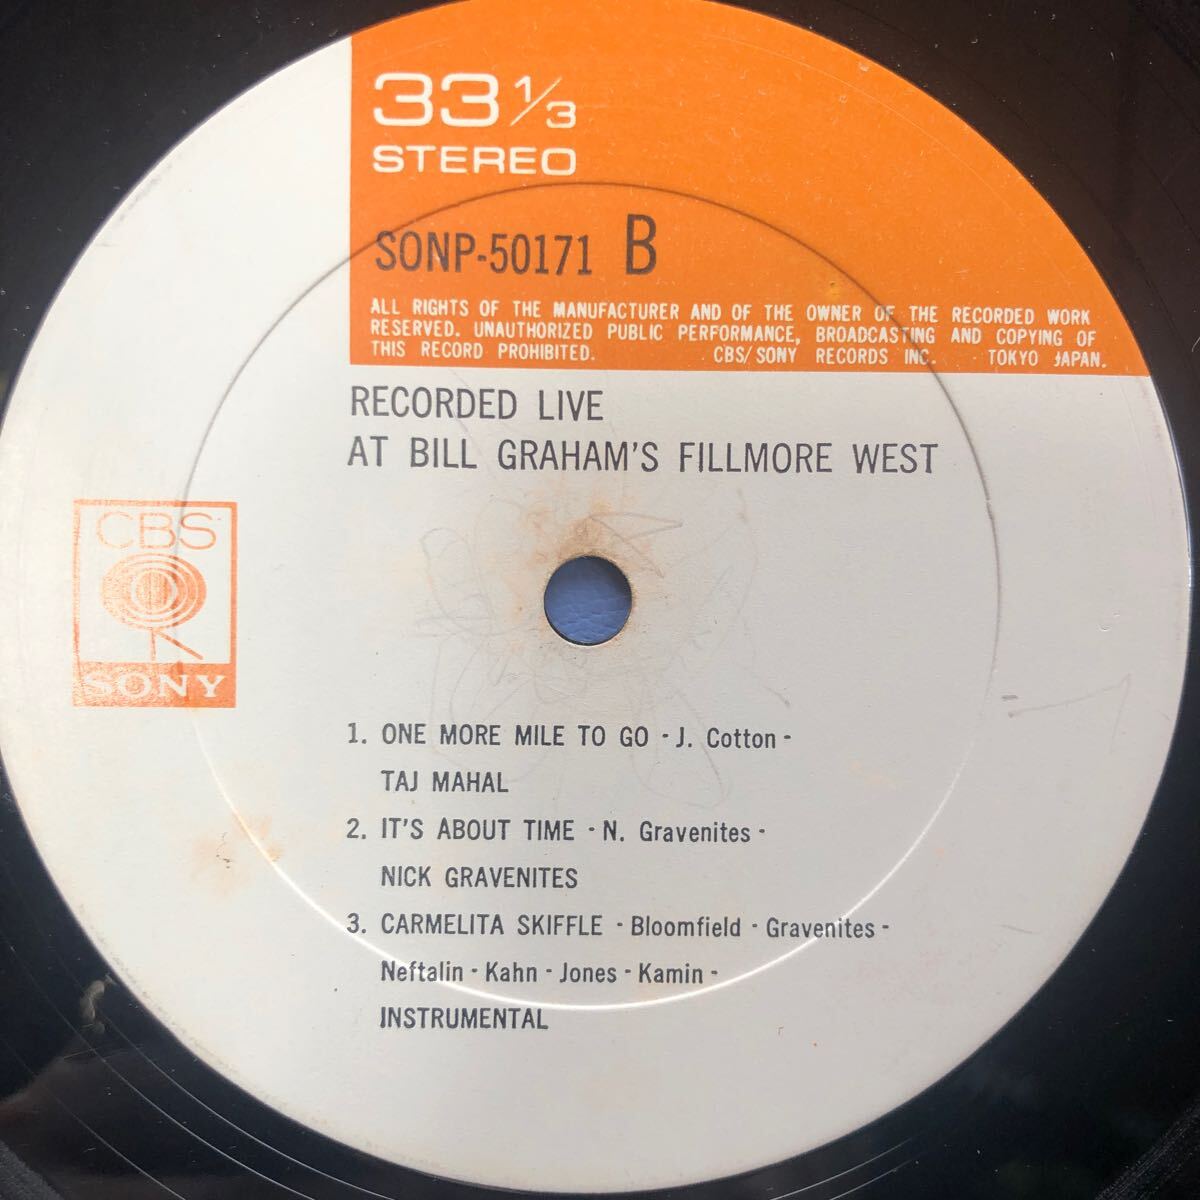 33 1/3
STEREO
SONP-50171 B
ALL RIGHTS OF THE MANUFACTURER AND OF THE OWNER OF THE RECORDED WORK
RESERVED. UNAUTHORIZED PUBLIC PERFORMANCE, BROADCASTING AND COPYING OF
THIS RECORD PROHIBITED. CBS/SONY RECORDS INC. TOKYO JAPAN.
RECORDED LIVE
AT BILL GRAHAM'S FILLMORE WEST
CBS
SONY
1. ONE MORE MILE TO GO - J. Cotton -
TAJ MAHAL
2. IT'S ABOUT TIME - N. Gravenites -
NICK GRAVENITES
3. CARMELITA SKIFFLE - Bloomfield - Gravenites -
Neftalin - Kahn - Jones - Kamin -
INSTRUMENTAL